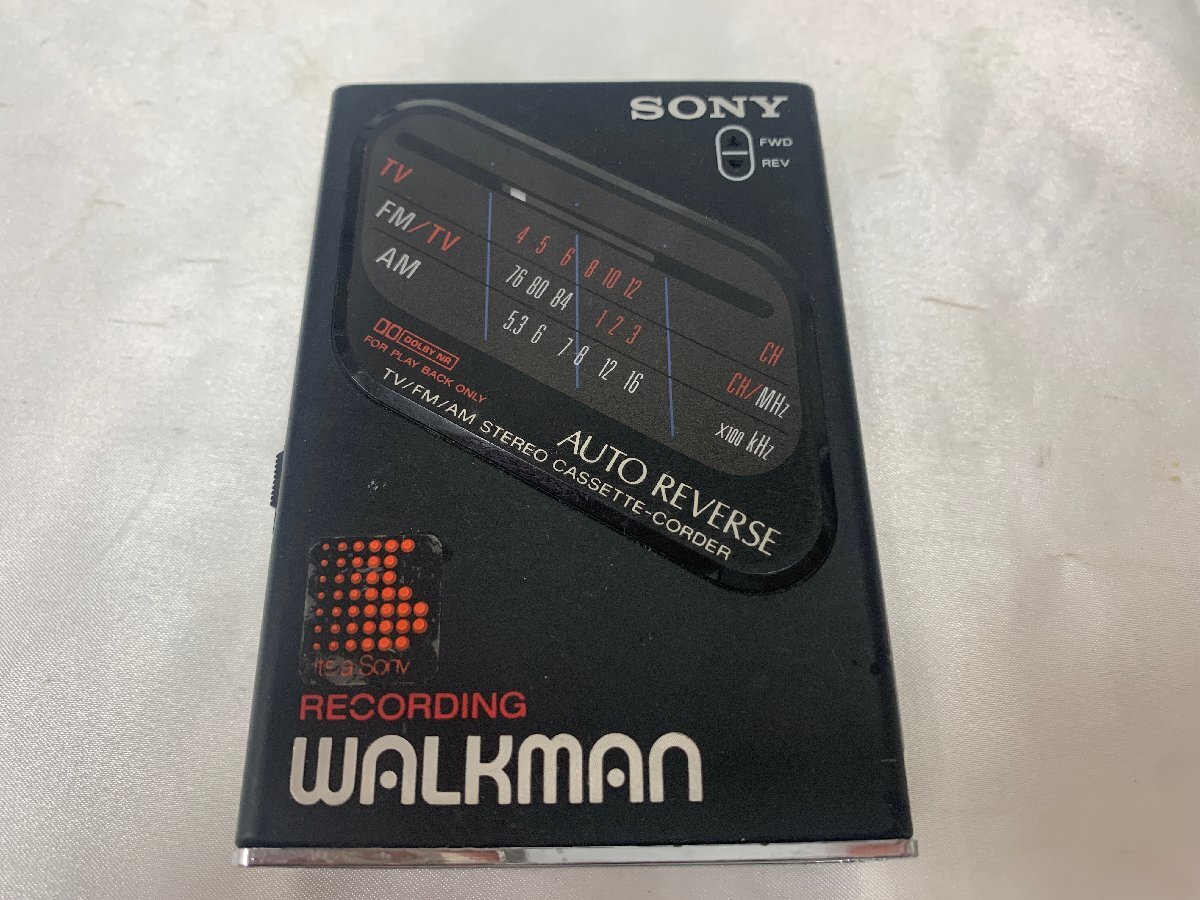 SONY
FWD
REV
TV
4 5 6 8 10 12
CH
FM/TV
76 80 84 1 2 3
CH/MHz
AM
5.3 6 7 8 12 16
X100 kHz
DOLBY NR
FOR PLAY BACK ONLY
AUTO REVERSE
TV/FM/AM STEREO CASSETTE-CORDER
It's a Sony
RECORDING
WALKMAN